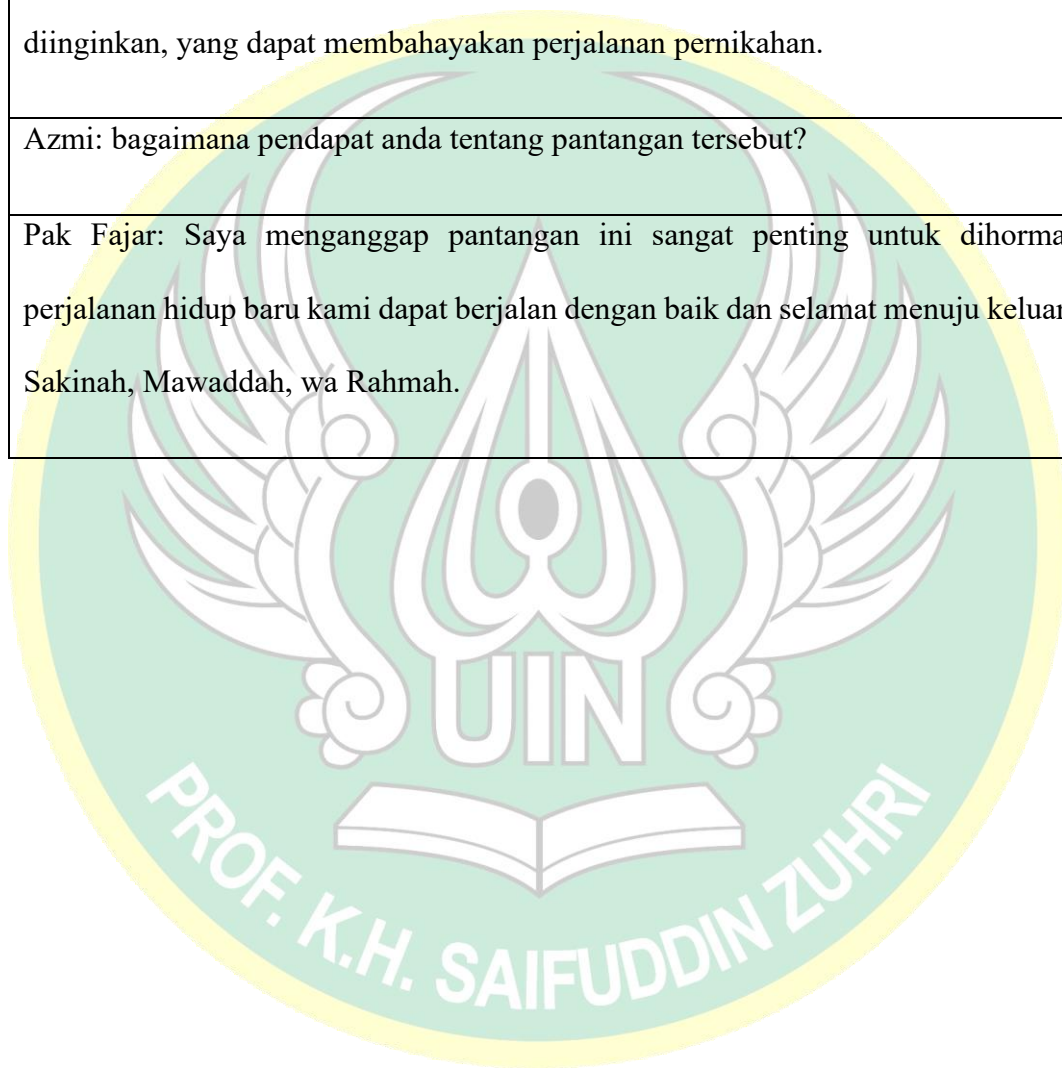 diinginkan, yang dapat membahayakan perjalanan pernikahan.
Azmi: bagaimana pendapat anda tentang pantangan tersebut?
Pak Fajar: Saya menganggap pantangan ini sangat penting untuk dihorma
perjalanan hidup baru kami dapat berjalan dengan baik dan selamat menuju keluar
Sakinah, Mawaddah, wa Rahmah.
UIN
PROF. K.H. SAIFUDDIN ZUHRI